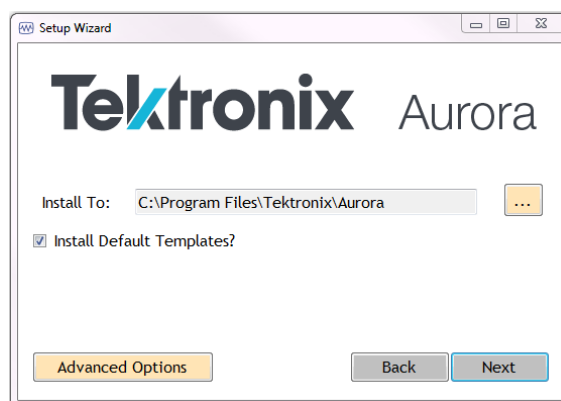 Setup Wizard
Tektronix Aurora
Install To: C:\Program Files\Tektronix\Aurora ...
Install Default Templates?
Advanced Options Back Next